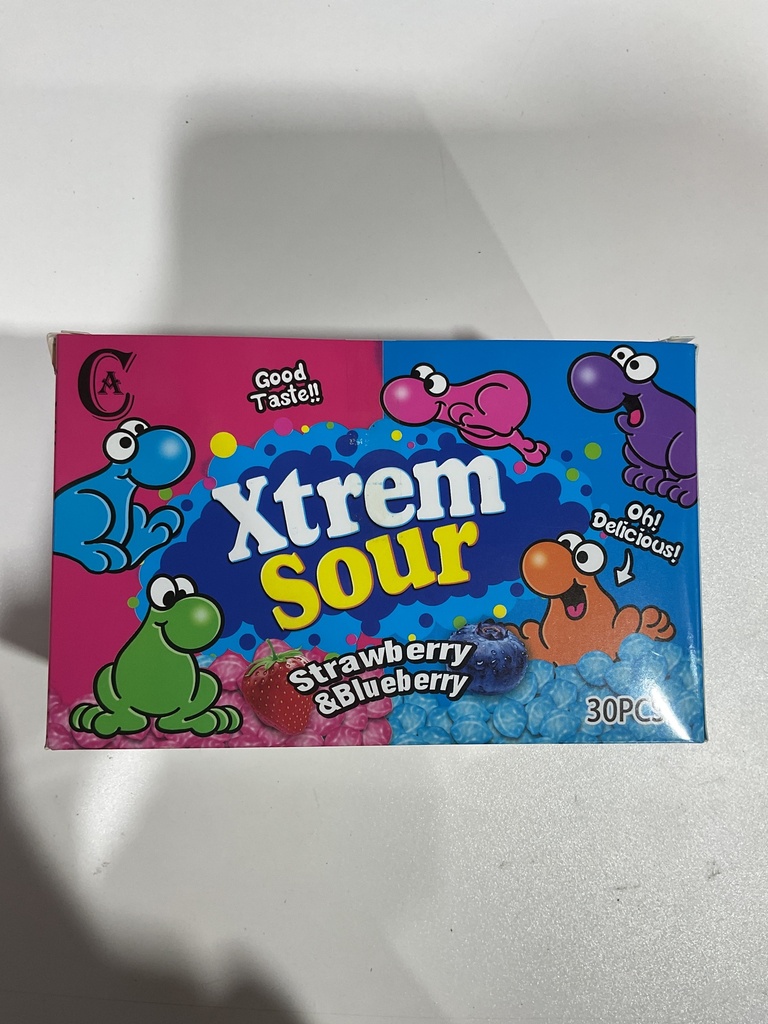 CA
Good
Taste!!
Xtrem
Sour
Oh!
Delicious!
Strawberry
&Blueberry
30PCS